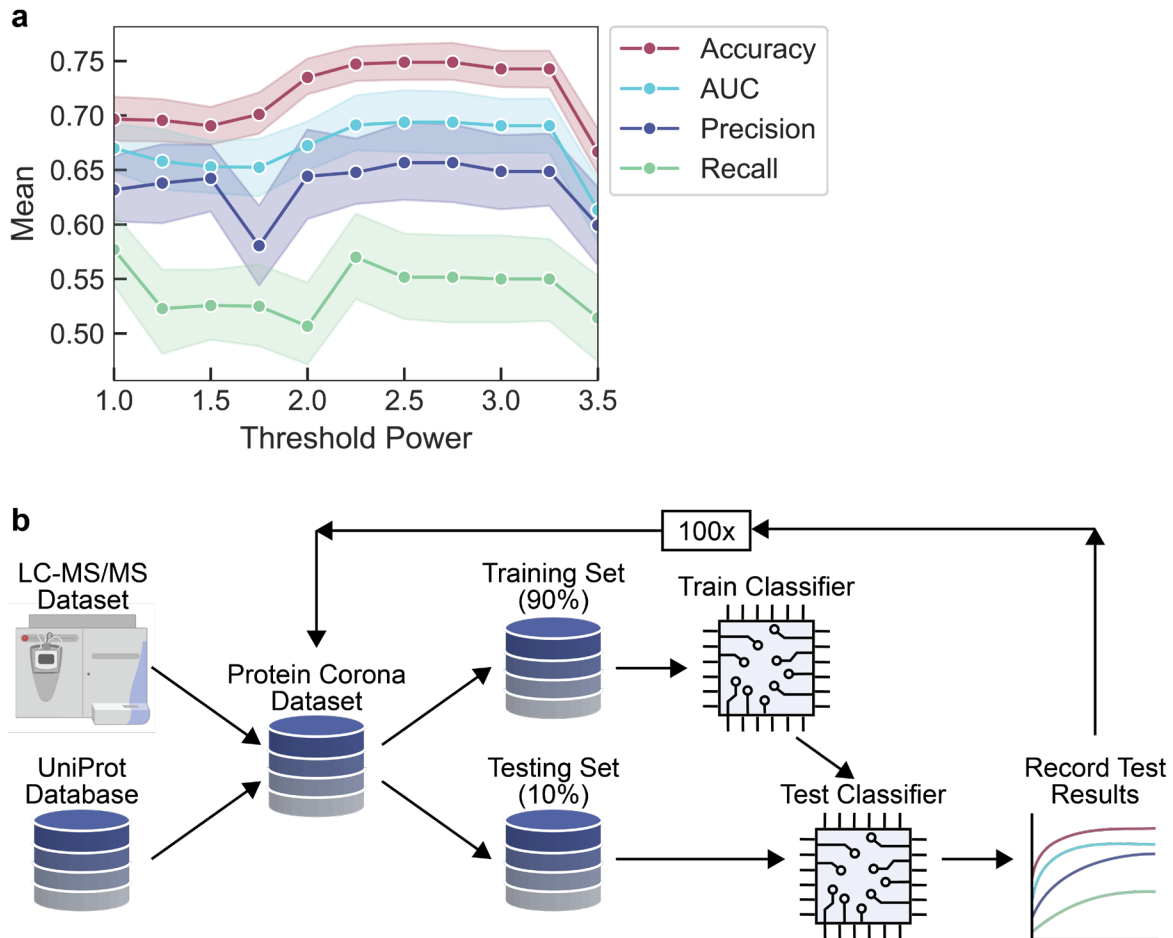 a
0.75
0.70
0.65
0.60
0.55
0.50
Mean
1.0 1.5 2.0 2.5 3.0 3.5
Threshold Power
Accuracy
AUC
Precision
Recall
b
100x
LC-MS/MS
Dataset
UniProt
Database
Protein Corona
Dataset
Training Set
(90%)
Train Classifier
Testing Set
(10%)
Test Classifier
Record Test
Results